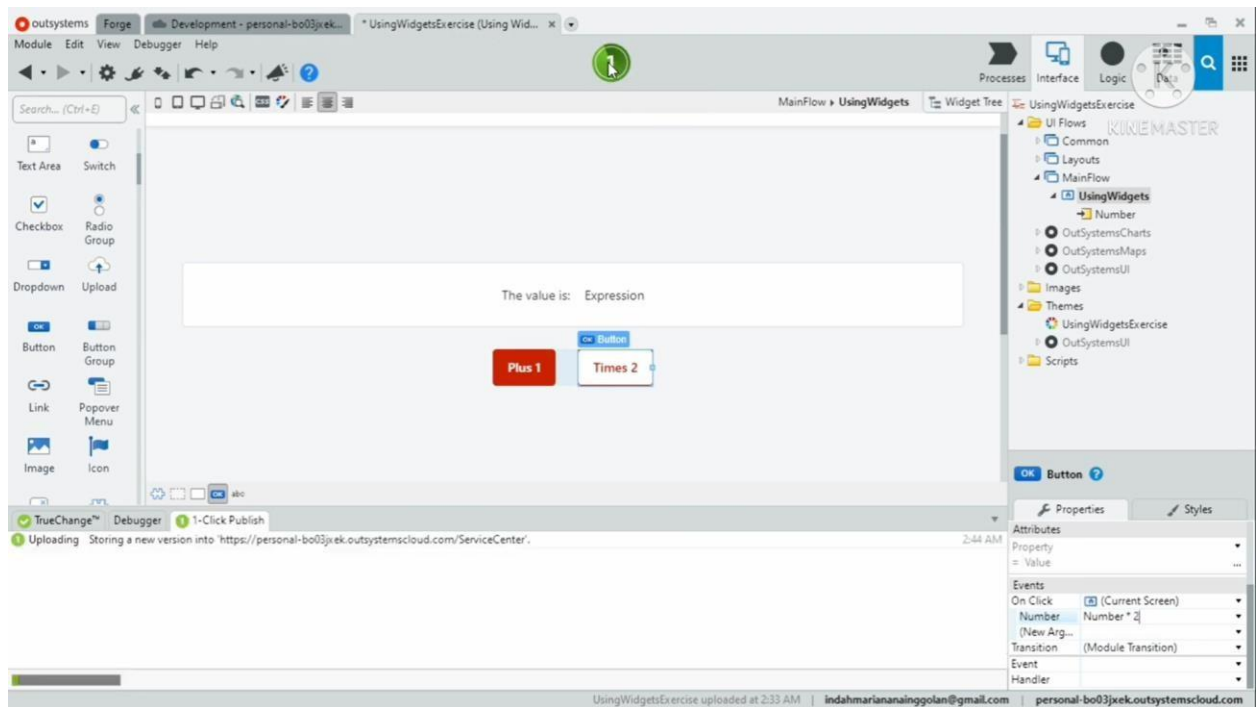 outsystems Forge Development - personal-bo03jxek... * UsingWidgetsExercise (Using Wid...
Module Edit View Debugger Help
1
Processes Interface Logic Data
Search... (Ctrl+E)
MainFlow UsingWidgets Widget Tree
UsingWidgetsExercise
UI Flows
KINEMASTER
Common
Layouts
MainFlow
UsingWidgets
Number
OutSystemsCharts
OutSystemsMaps
OutSystemsUI
Images
Themes
UsingWidgetsExercise
OutSystemsUI
Scripts
Text Area Switch
Checkbox Radio Group
Dropdown Upload
OK
Button Button Group
Link Popover Menu
Image Icon
The value is: Expression
OK Button
Plus 1 Times 2
OK abc
TrueChange™ Debugger 1-Click Publish
Uploading Storing a new version into 'https://personal-bo03jxek.outsystemscloud.com/ServiceCenter'. 2:44 AM
OK Button ?
Properties Styles
Attributes
Property
= Value ...
Events
On Click (Current Screen)
Number Number * 2
(New Arg...
Transition (Module Transition)
Event
Handler
UsingWidgetsExercise uploaded at 2:33 AM | indahmariananainggolan@gmail.com | personal-bo03jxek.outsystemscloud.com